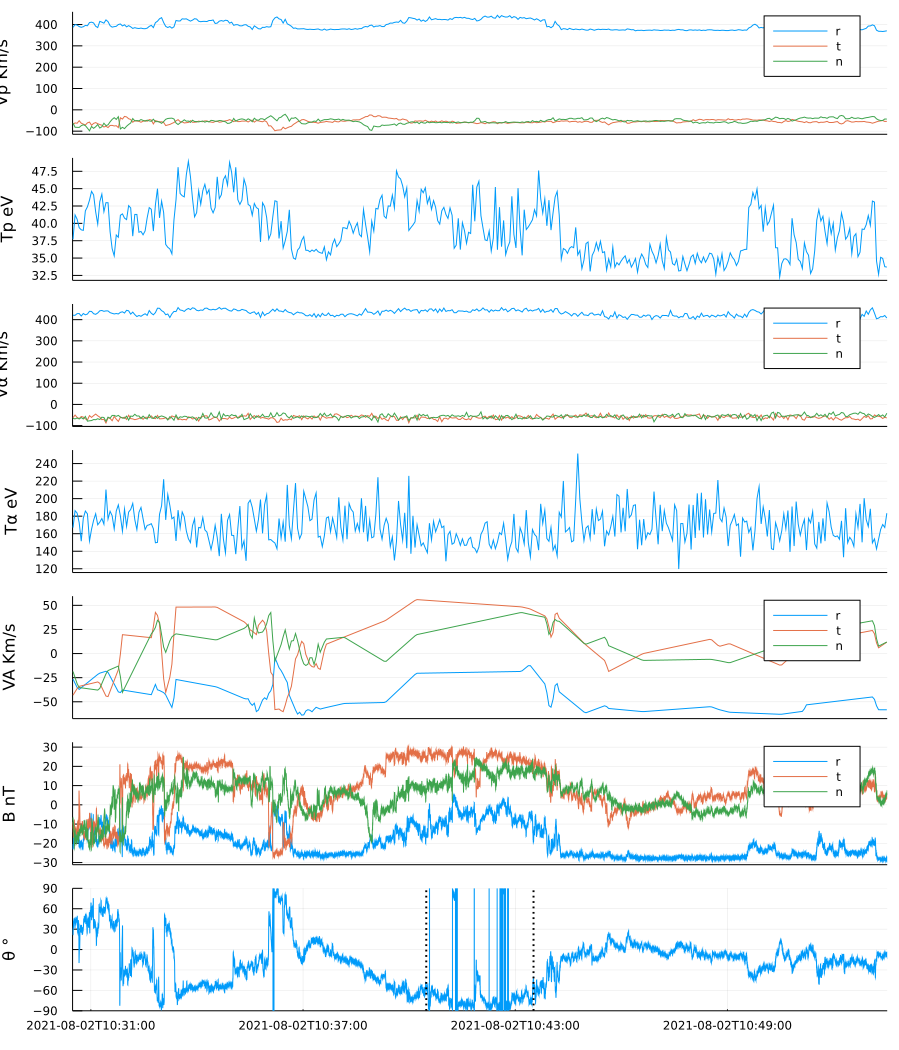 Vp Km/s
400
300
200
100
0
−100
r
t
n
Tp eV
47.5
45.0
42.5
40.0
37.5
35.0
32.5
Vα Km/s
400
300
200
100
0
−100
r
t
n
Tα eV
240
220
200
180
160
140
120
VA Km/s
50
25
0
−25
−50
r
t
n
B nT
30
20
10
0
−10
−20
−30
r
t
n
θ °
90
60
30
0
−30
−60
−90
2021-08-02T10:31:00 2021-08-02T10:37:00 2021-08-02T10:43:00 2021-08-02T10:49:00